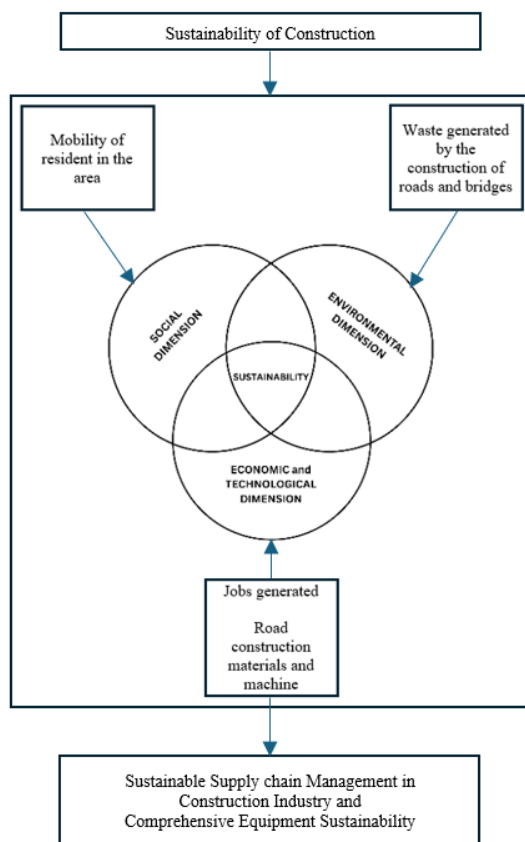 Sustainability of Construction
Mobility of
resident in the
area
Waste generated
by the
construction of
roads and bridges
SOCIAL
DIMENSION
ENVIRONMENTAL
DIMENSION
SUSTAINABILITY
ECONOMIC and
TECHNOLOGICAL
DIMENSION
Jobs generated
Road
construction
materials and
machine
Sustainable Supply chain Management in
Construction Industry and
Comprehensive Equipment Sustainability